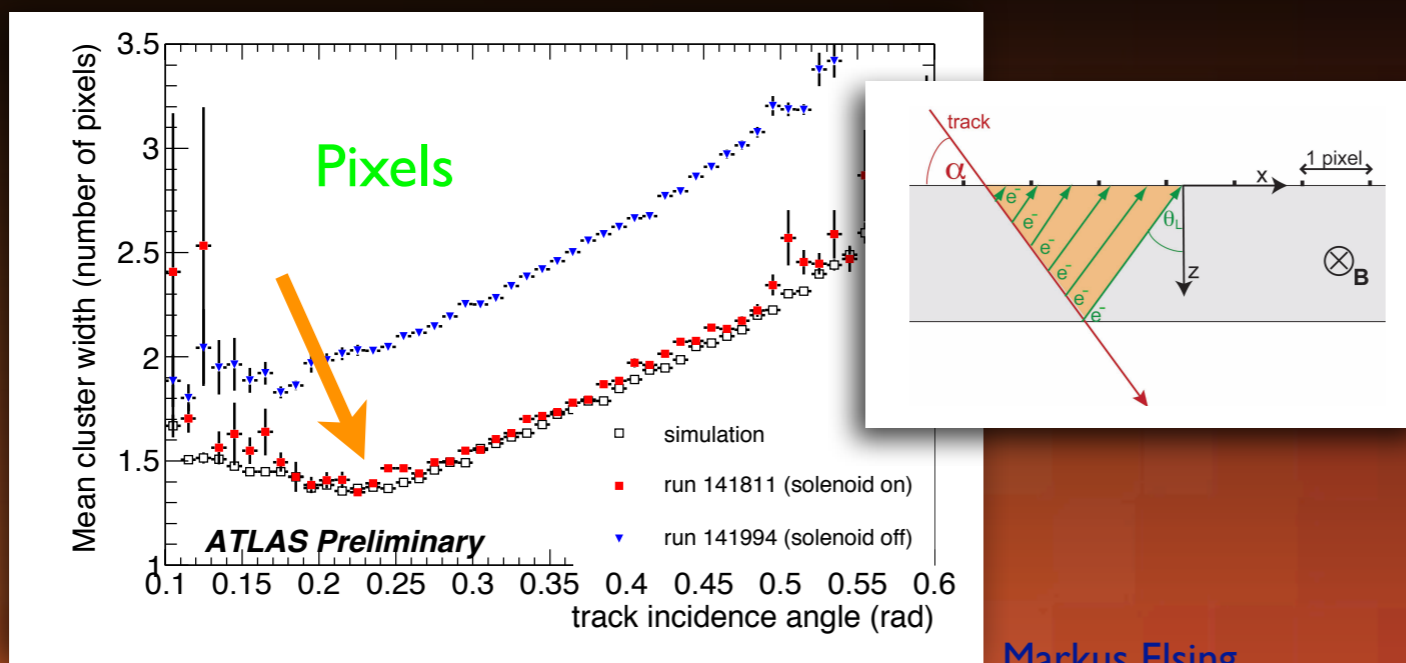 Mean cluster width (number of pixels)
3.5
3
2.5
2
1.5
1
Pixels
simulation
run 141811 (solenoid on)
run 141994 (solenoid off)
ATLAS Preliminary
0.1 0.15 0.2 0.25 0.3 0.35 0.4 0.45 0.5 0.55 0.6
track incidence angle (rad)
track
α
1 pixel
x
e-
e-
e-
e-
e-
e-
θL
z
B
Markus Elsing